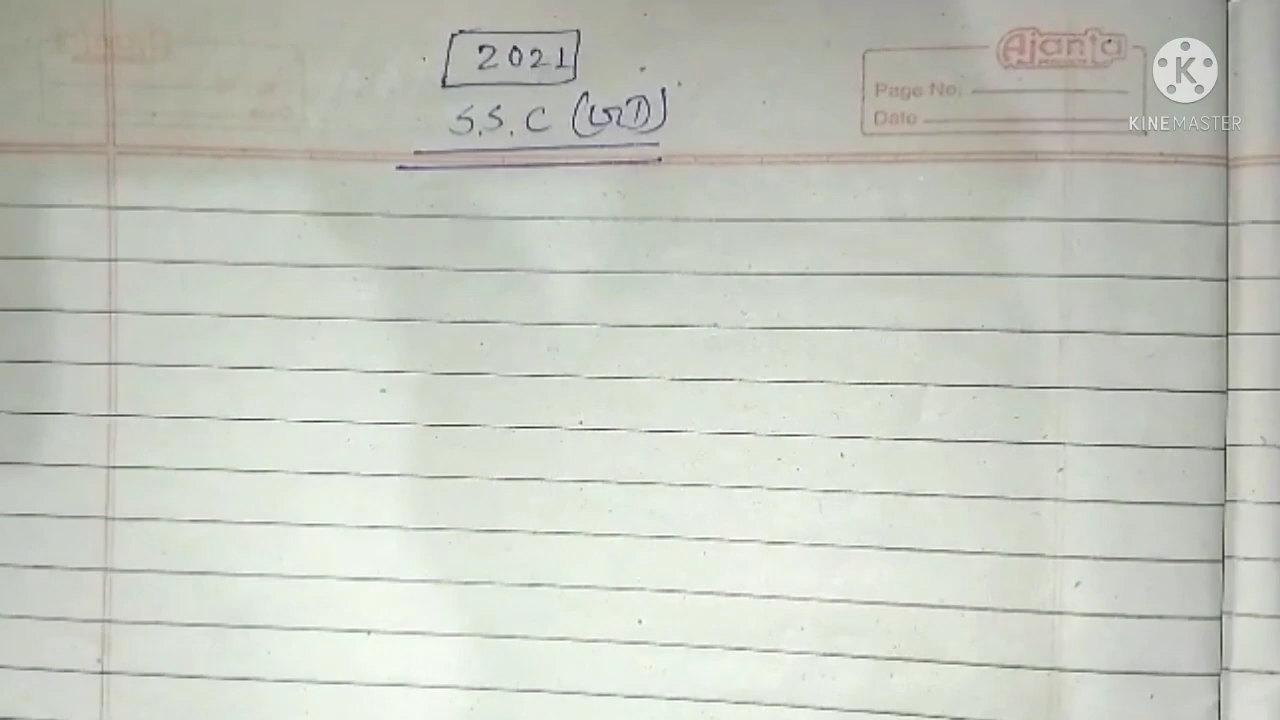 2021
S.S.C (GD)
Ajanta
Page No.
Date
KINEMASTER